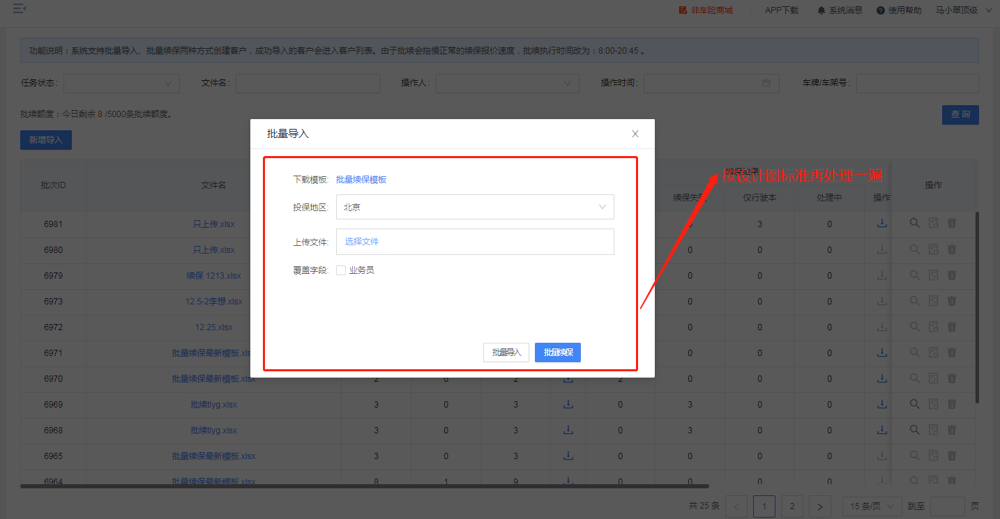 非车险商城 APP下载 系统消息 使用帮助 马小翠顶级
功能说明：系统支持批量导入、批量续保两种方式创建客户，成功导入的客户会进入客户列表。由于批续会拖慢正常的续保报价速度，批续执行时间改为：8:00-20:45 。
任务状态: 文件名: 操作人: 操作时间: 车牌/车架号:
批续额度：今日剩余 8 /5000条批续额度。
查 询
新增导入
批量导入
下载模板: 批量续保模板
投保地区: 北京
上传文件: 选择文件
覆盖字段: 业务员
批量导入 批量续保
按设计图标准再处理一遍
批次ID 文件名 操作
仅行驶本 处理中 操作
6981 只上传.xlsx 3 0
6980 只上传.xlsx 0 0 0
6979 续保 1213.xlsx 0 0 0
6973 12.5-2李想.xlsx 0 0 0
6972 12.25.xlsx 0 0 0
6971 批量续保最新模板.xlsx 0 0 0
6970 批量续保最新模板.xlsx 2 0 2 2 0 0 0
6969 批续tlyg.xlsx 3 0 3 0 3 0 0
6968 批续tlyg.xlsx 3 0 3 0 3 0 0
6965 批量续保最新模板.xlsx 3 0 3 0 0 0 0
6964 批量续保最新模板.xlsx 8 1 9 0 0 0 0
共 25 条 < 1 2 > 15 条/页 跳至 页